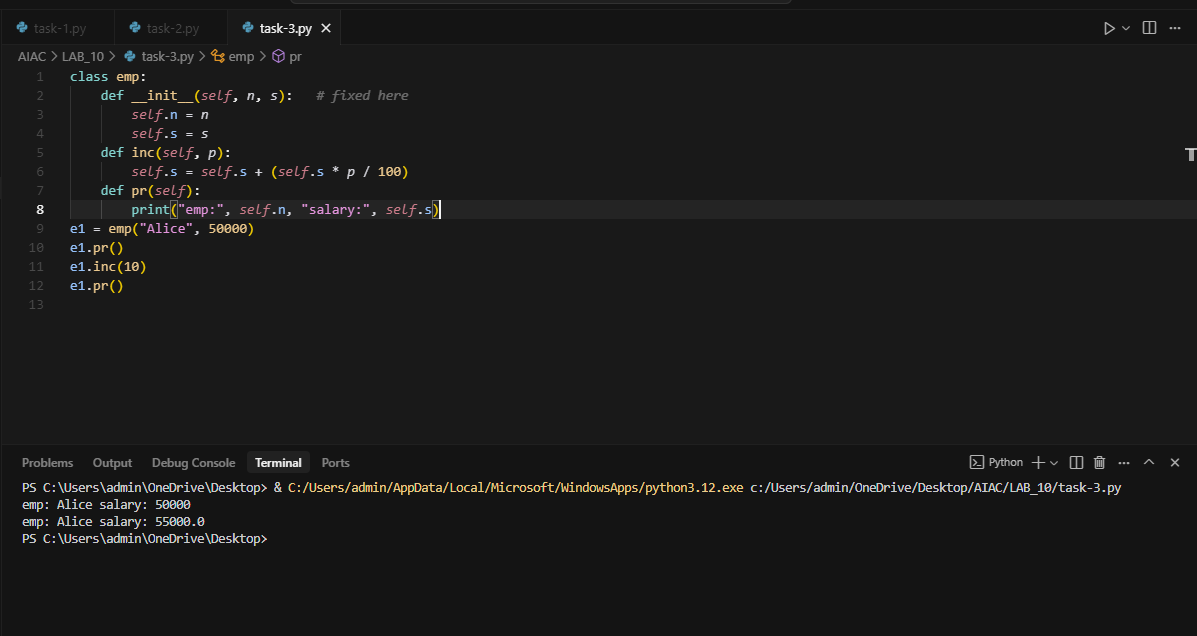 task-1.py task-2.py task-3.py
AIAC > LAB_10 > task-3.py > emp > pr
1 class emp:
2     def __init__(self, n, s):   # fixed here
3         self.n = n
4         self.s = s
5     def inc(self, p):
6         self.s = self.s + (self.s * p / 100)
7     def pr(self):
8         print("emp:", self.n, "salary:", self.s)
9 e1 = emp("Alice", 50000)
10 e1.pr()
11 e1.inc(10)
12 e1.pr()
13
Problems Output Debug Console Terminal Ports Python
PS C:\Users\admin\OneDrive\Desktop> & C:/Users/admin/AppData/Local/Microsoft/WindowsApps/python3.12.exe c:/Users/admin/OneDrive/Desktop/AIAC/LAB_10/task-3.py
emp: Alice salary: 50000
emp: Alice salary: 55000.0
PS C:\Users\admin\OneDrive\Desktop>